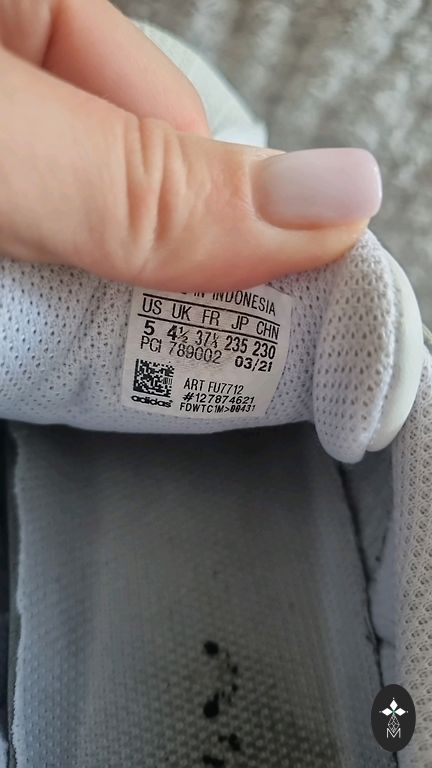 IN INDONESIA
US UK FR JP CHN
5 4½ 37⅓ 235 230
PCI 789002 03/21
ART FU7712
#127874621
adidas FDWTC1M>00431
M